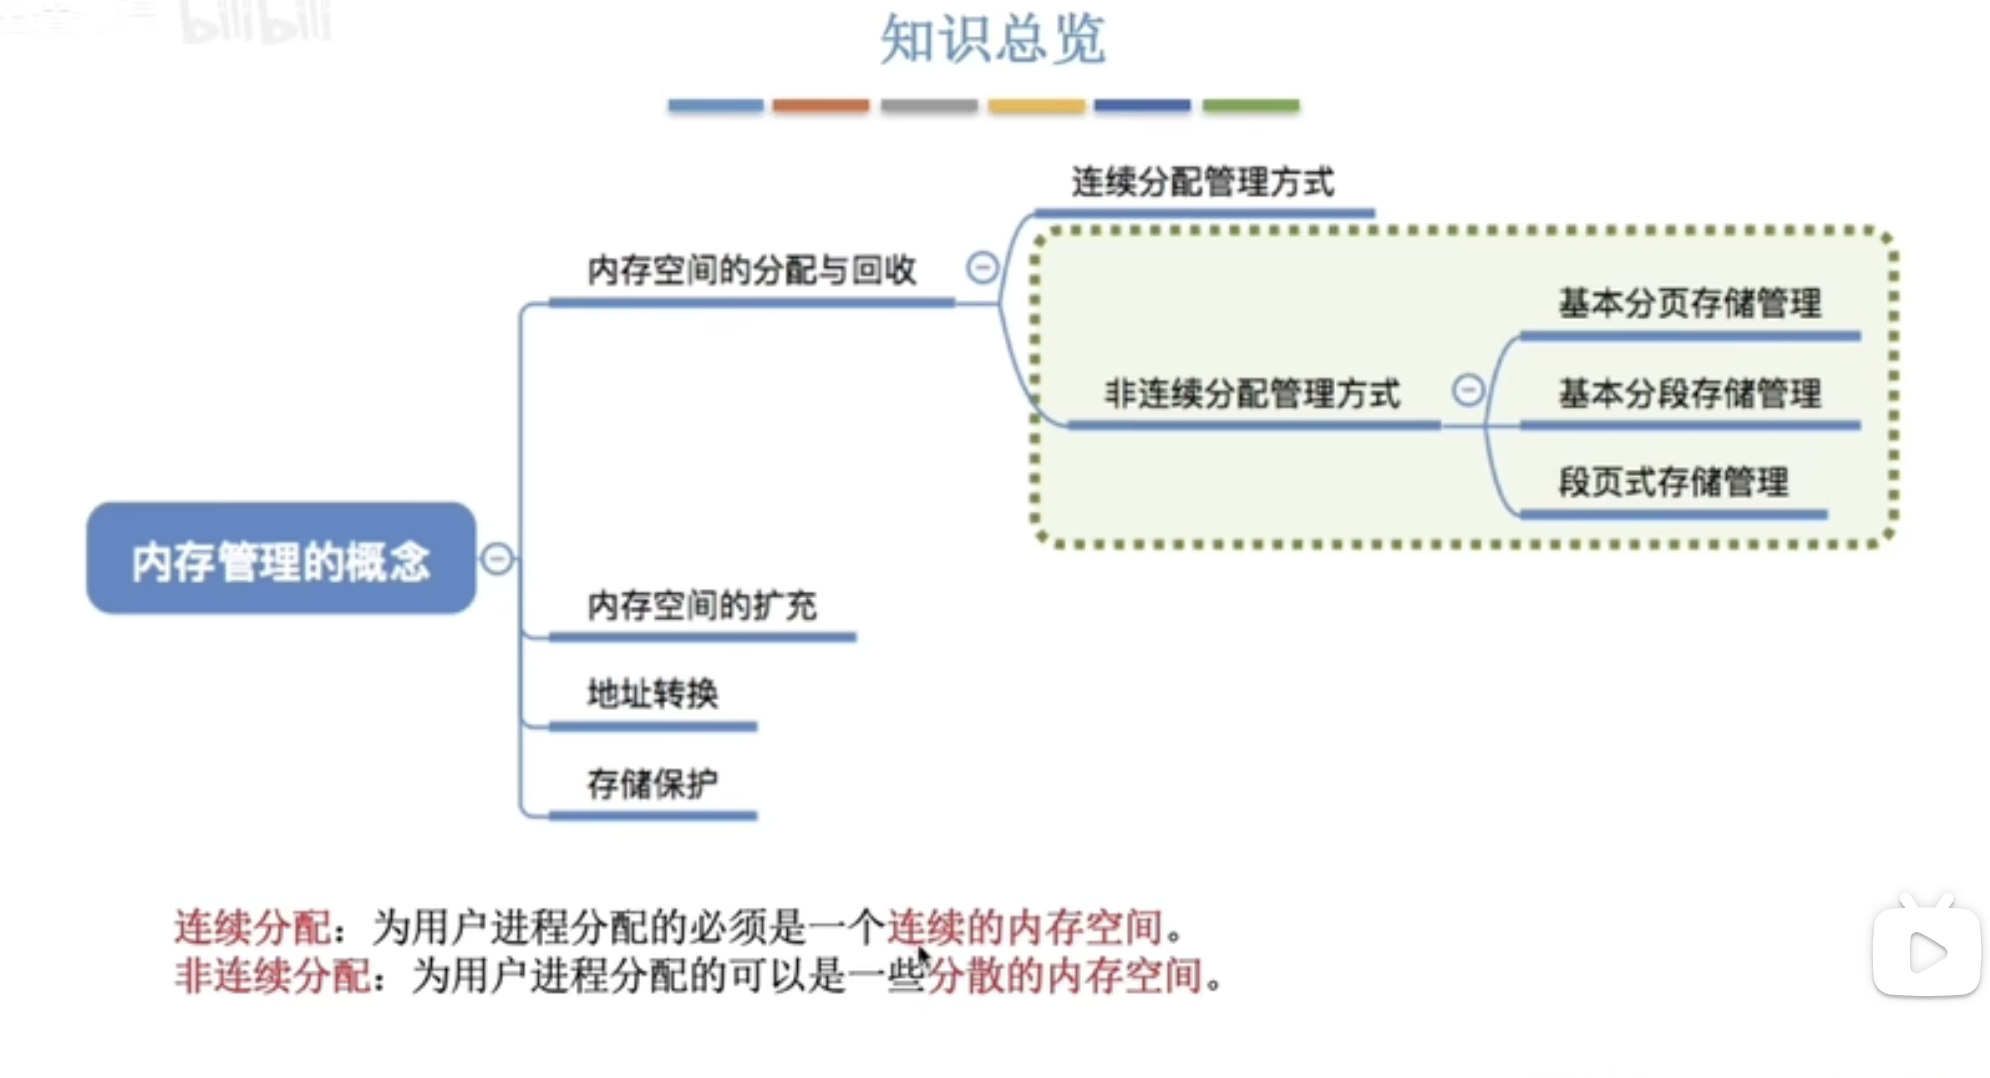 bilibili
知识总览
连续分配管理方式
内存空间的分配与回收
基本分页存储管理
非连续分配管理方式
基本分段存储管理
段页式存储管理
内存管理的概念
内存空间的扩充
地址转换
存储保护
连续分配：为用户进程分配的必须是一个连续的内存空间。
非连续分配：为用户进程分配的可以是一些分散的内存空间。